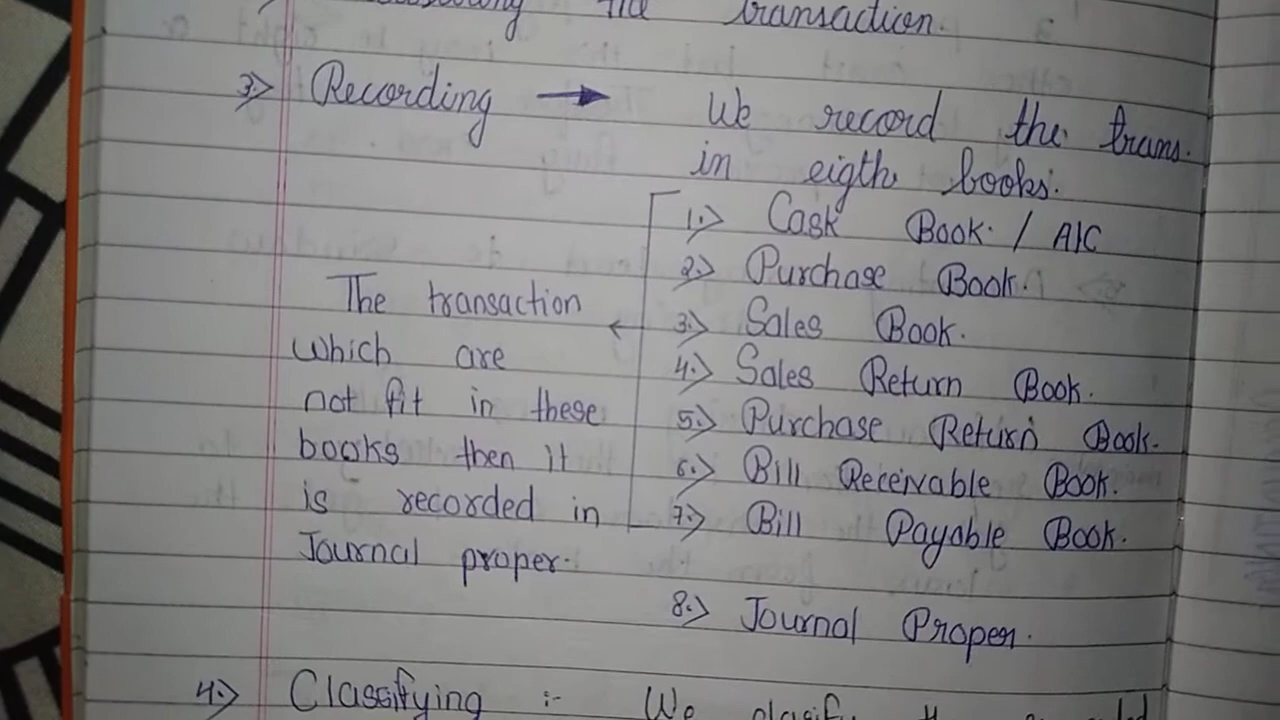 the transaction.
3.> Recording → We record the trans.
in eigth books.
1.> Cash Book / A/C
2.> Purchase Book.
3.> Sales Book.
4.> Sales Return Book.
5.> Purchase Return Book.
6.> Bill Receivable Book.
7.> Bill Payable Book.
The transaction
which are
not fit in these
books then it
is recorded in
Journal proper.
8.> Journal Proper.
4.> Classifying :- We